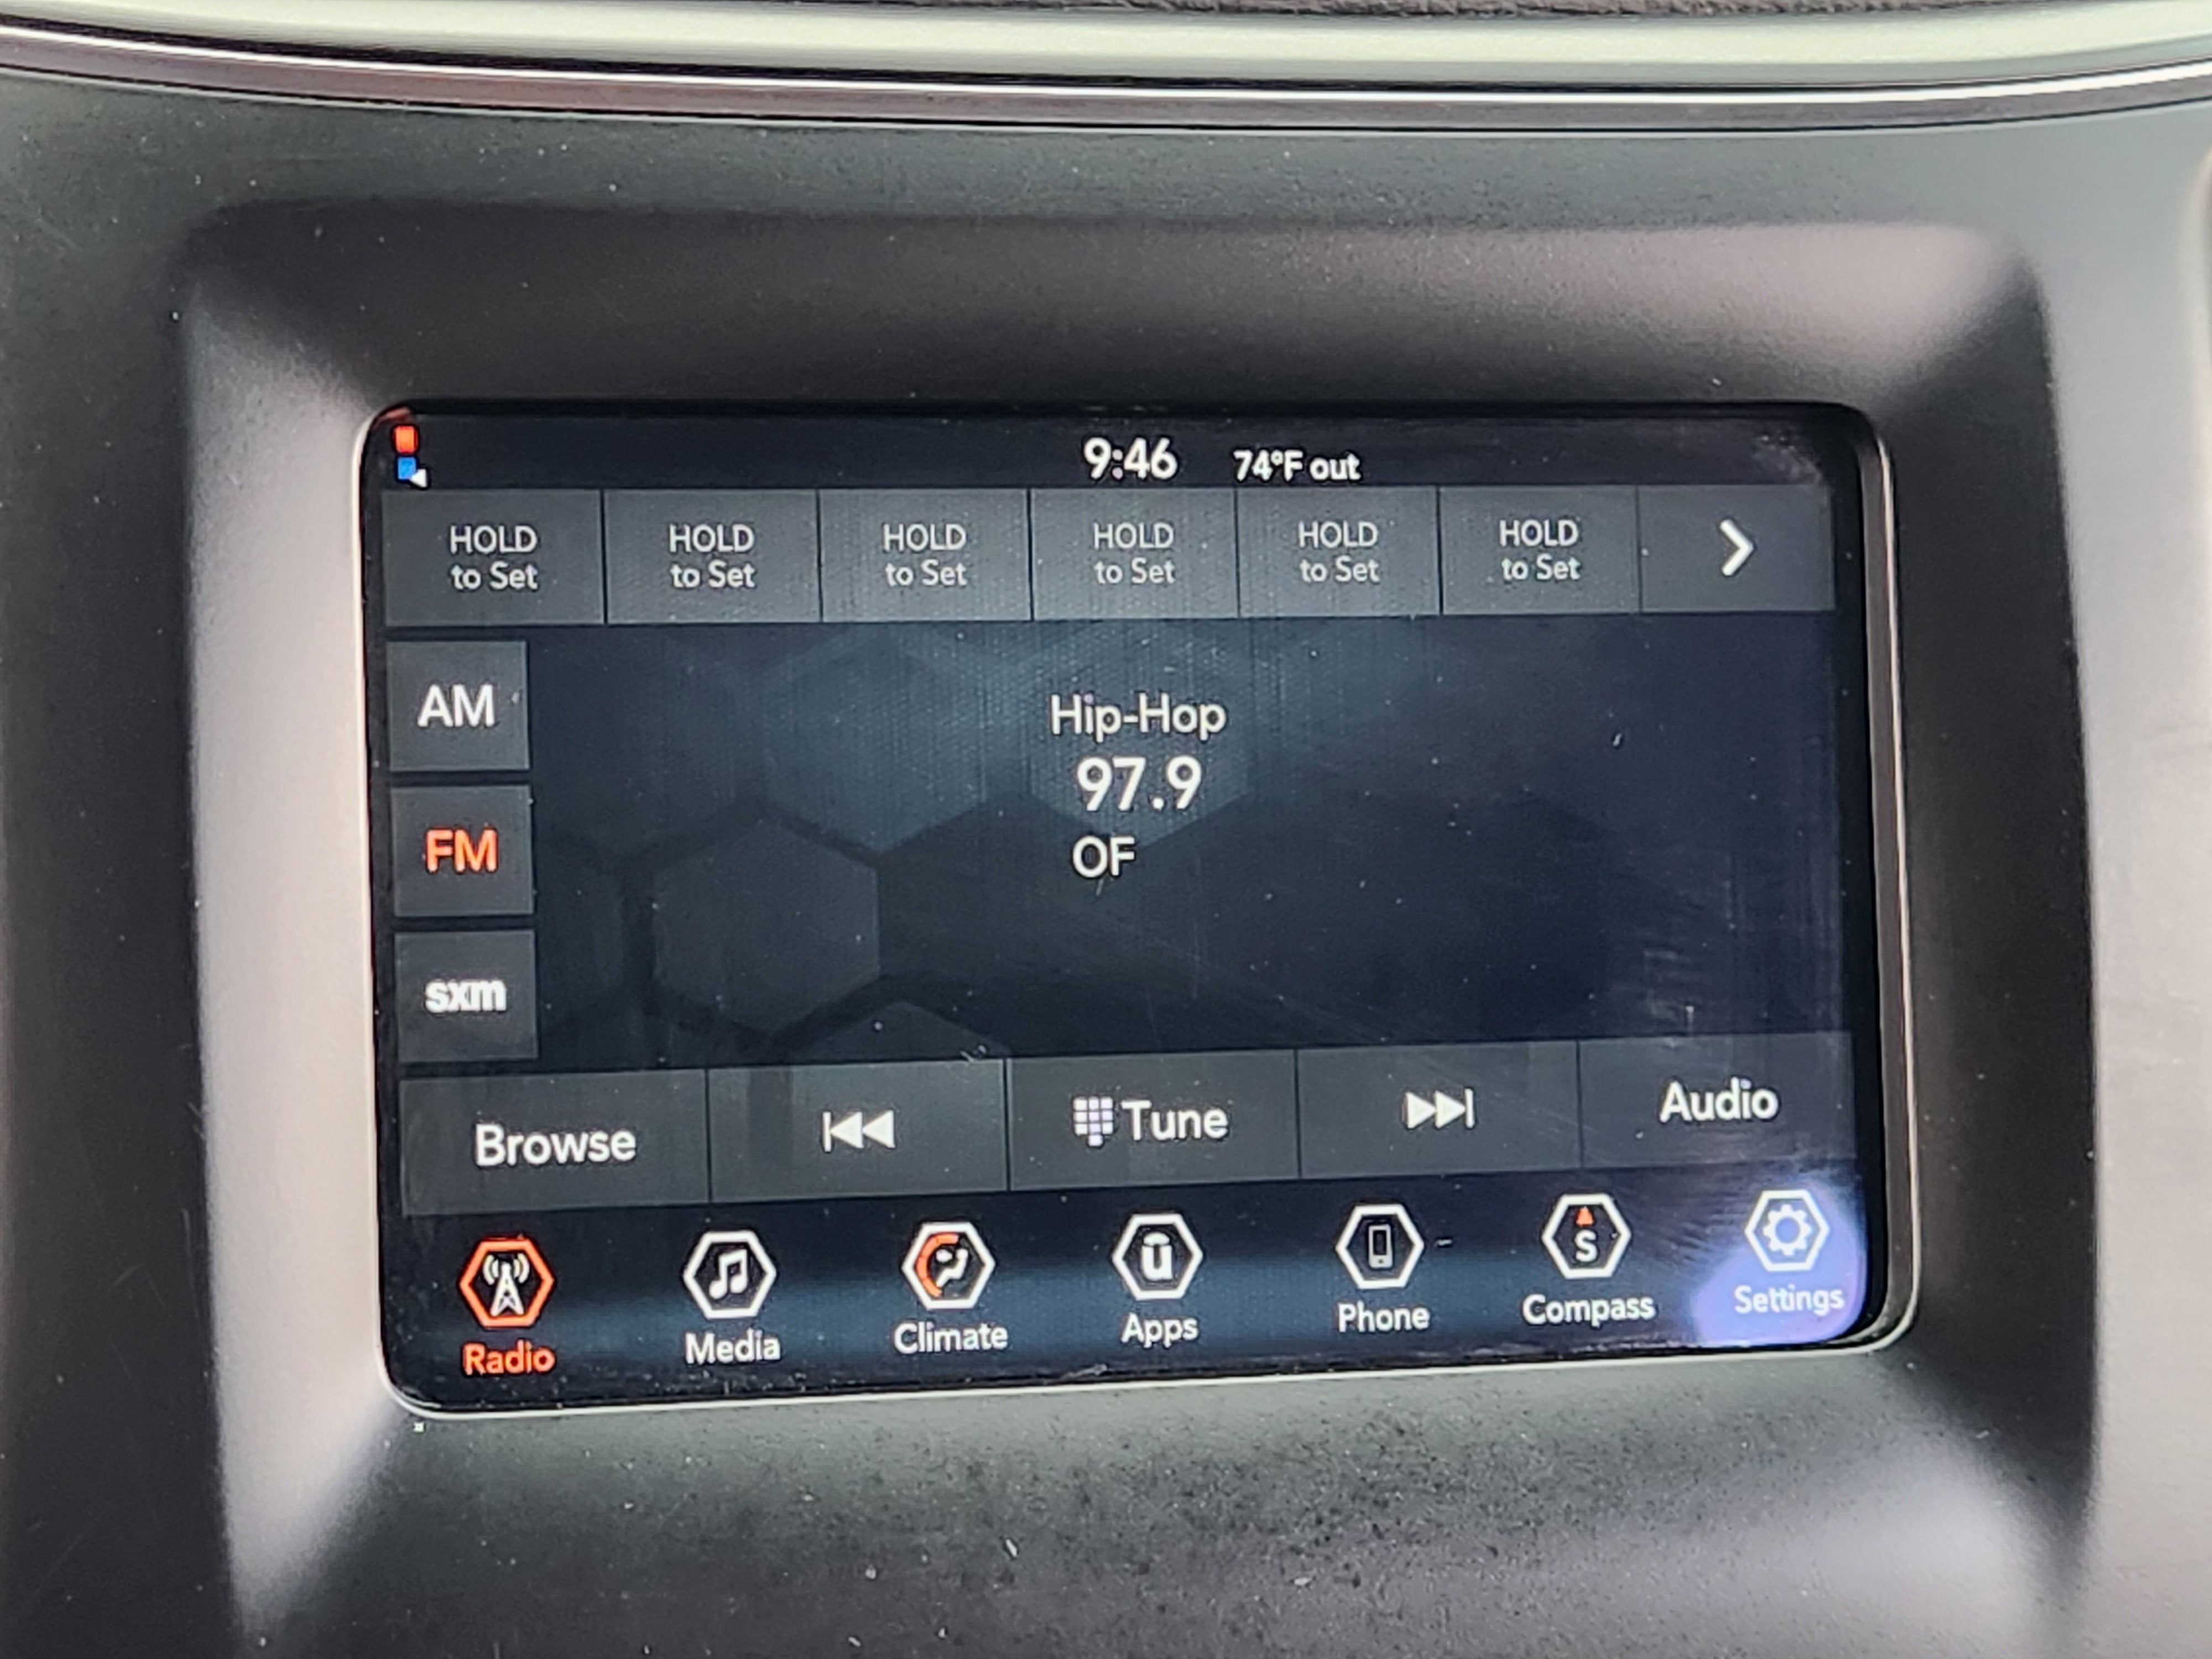 9:46 74°F out
HOLD to Set
HOLD to Set
HOLD to Set
HOLD to Set
HOLD to Set
HOLD to Set
AM
FM
sxm
Hip-Hop
97.9
OF
Browse
Tune
Audio
Radio
Media
Climate
u
Apps
Phone
S
Compass
Settings